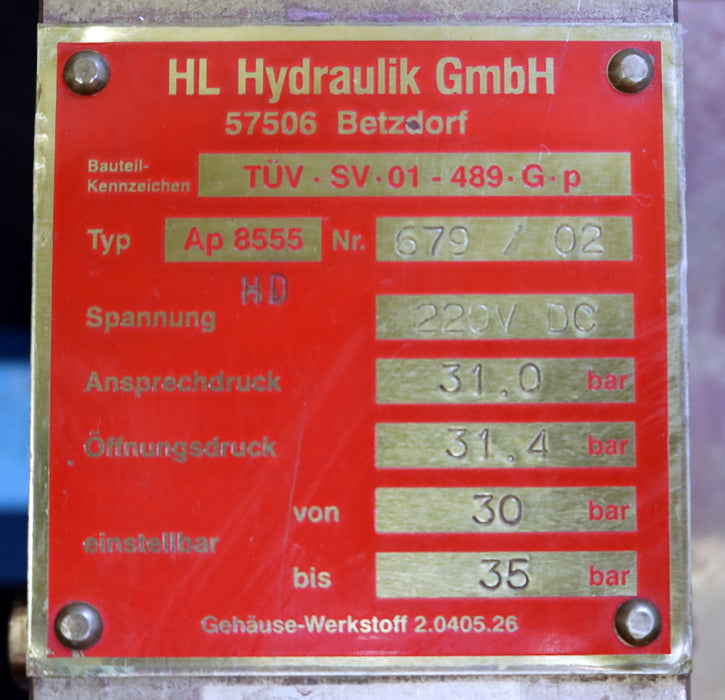 HL Hydraulik GmbH
57506 Betzdorf
Bauteil-
Kennzeichen TÜV · SV · 01 - 489 · G · p
Typ Ap 8555 Nr. 679 / 02
HD
Spannung 220V DC
Ansprechdruck 31.0 bar
Öffnungsdruck 31.4 bar
von 30 bar
einstellbar
bis 35 bar
Gehäuse-Werkstoff 2.0405.26